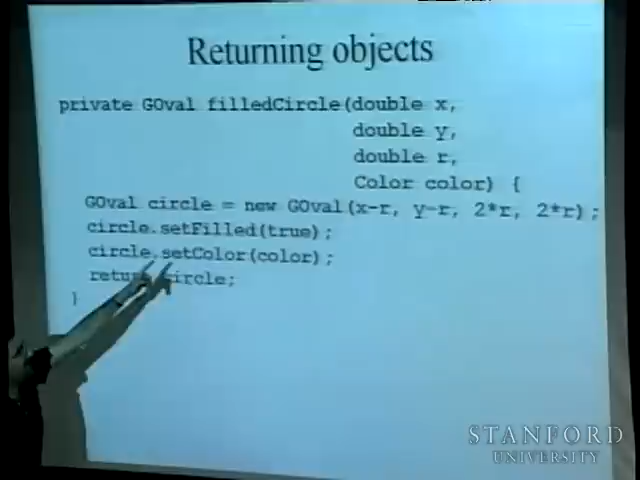 Returning objects
private GOval filledCircle(double x,
double y,
double r,
Color color) {
GOval circle = new GOval(x-r, y-r, 2*r, 2*r);
circle.setFilled(true);
circle.setColor(color);
return circle;
}
STANFORD
UNIVERSITY